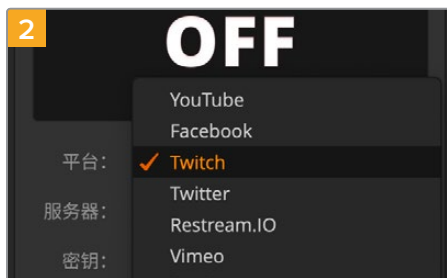 2
OFF
YouTube
Facebook
平台： Twitch
Twitter
服务器：
Restream.IO
密钥： Vimeo